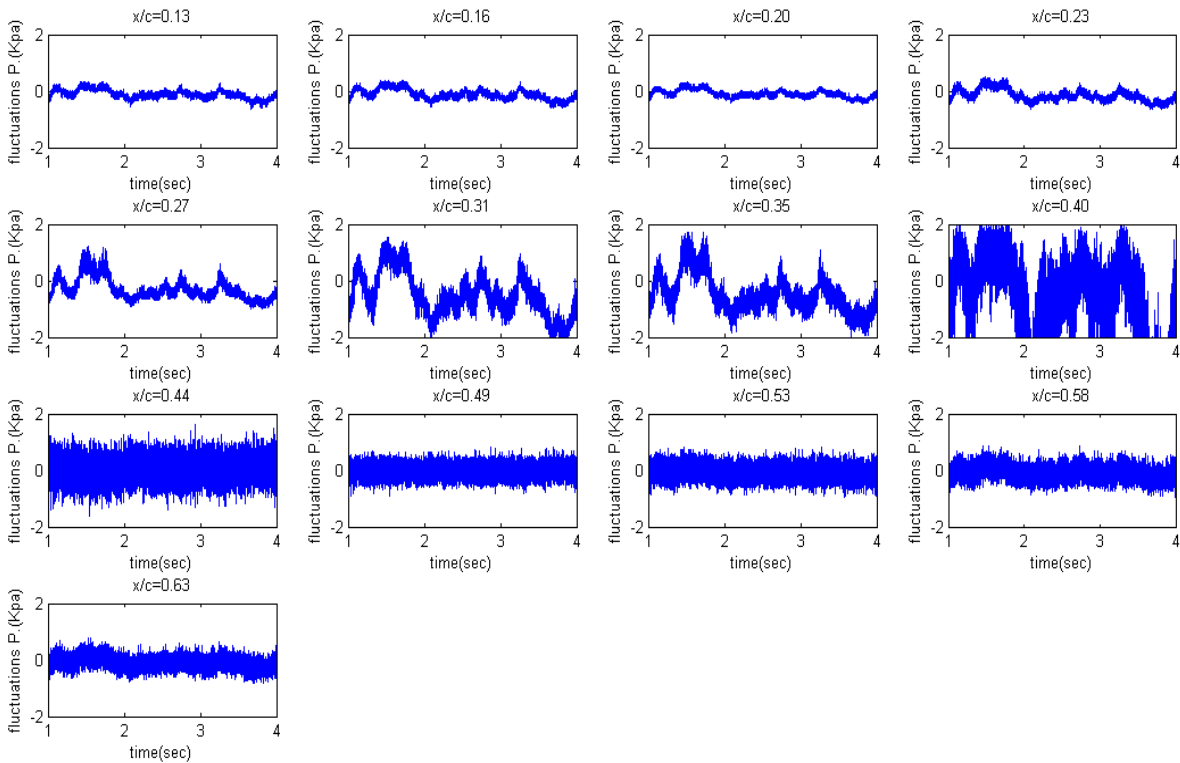 x/c=0.13
fluctuations P.(Kpa)
2
0
-2
1 2 3 4
time(sec)
x/c=0.16
fluctuations P.(Kpa)
2
0
-2
1 2 3 4
time(sec)
x/c=0.20
fluctuations P.(Kpa)
2
0
-2
1 2 3 4
time(sec)
x/c=0.23
fluctuations P.(Kpa)
2
0
-2
1 2 3 4
time(sec)
x/c=0.27
fluctuations P.(Kpa)
2
0
-2
1 2 3 4
time(sec)
x/c=0.31
fluctuations P.(Kpa)
2
0
-2
1 2 3 4
time(sec)
x/c=0.35
fluctuations P.(Kpa)
2
0
-2
1 2 3 4
time(sec)
x/c=0.40
fluctuations P.(Kpa)
2
0
-2
1 2 3 4
time(sec)
x/c=0.44
fluctuations P.(Kpa)
2
0
-2
1 2 3 4
time(sec)
x/c=0.49
fluctuations P.(Kpa)
2
0
-2
1 2 3 4
time(sec)
x/c=0.53
fluctuations P.(Kpa)
2
0
-2
1 2 3 4
time(sec)
x/c=0.58
fluctuations P.(Kpa)
2
0
-2
1 2 3 4
time(sec)
x/c=0.63
fluctuations P.(Kpa)
2
0
-2
1 2 3 4
time(sec)